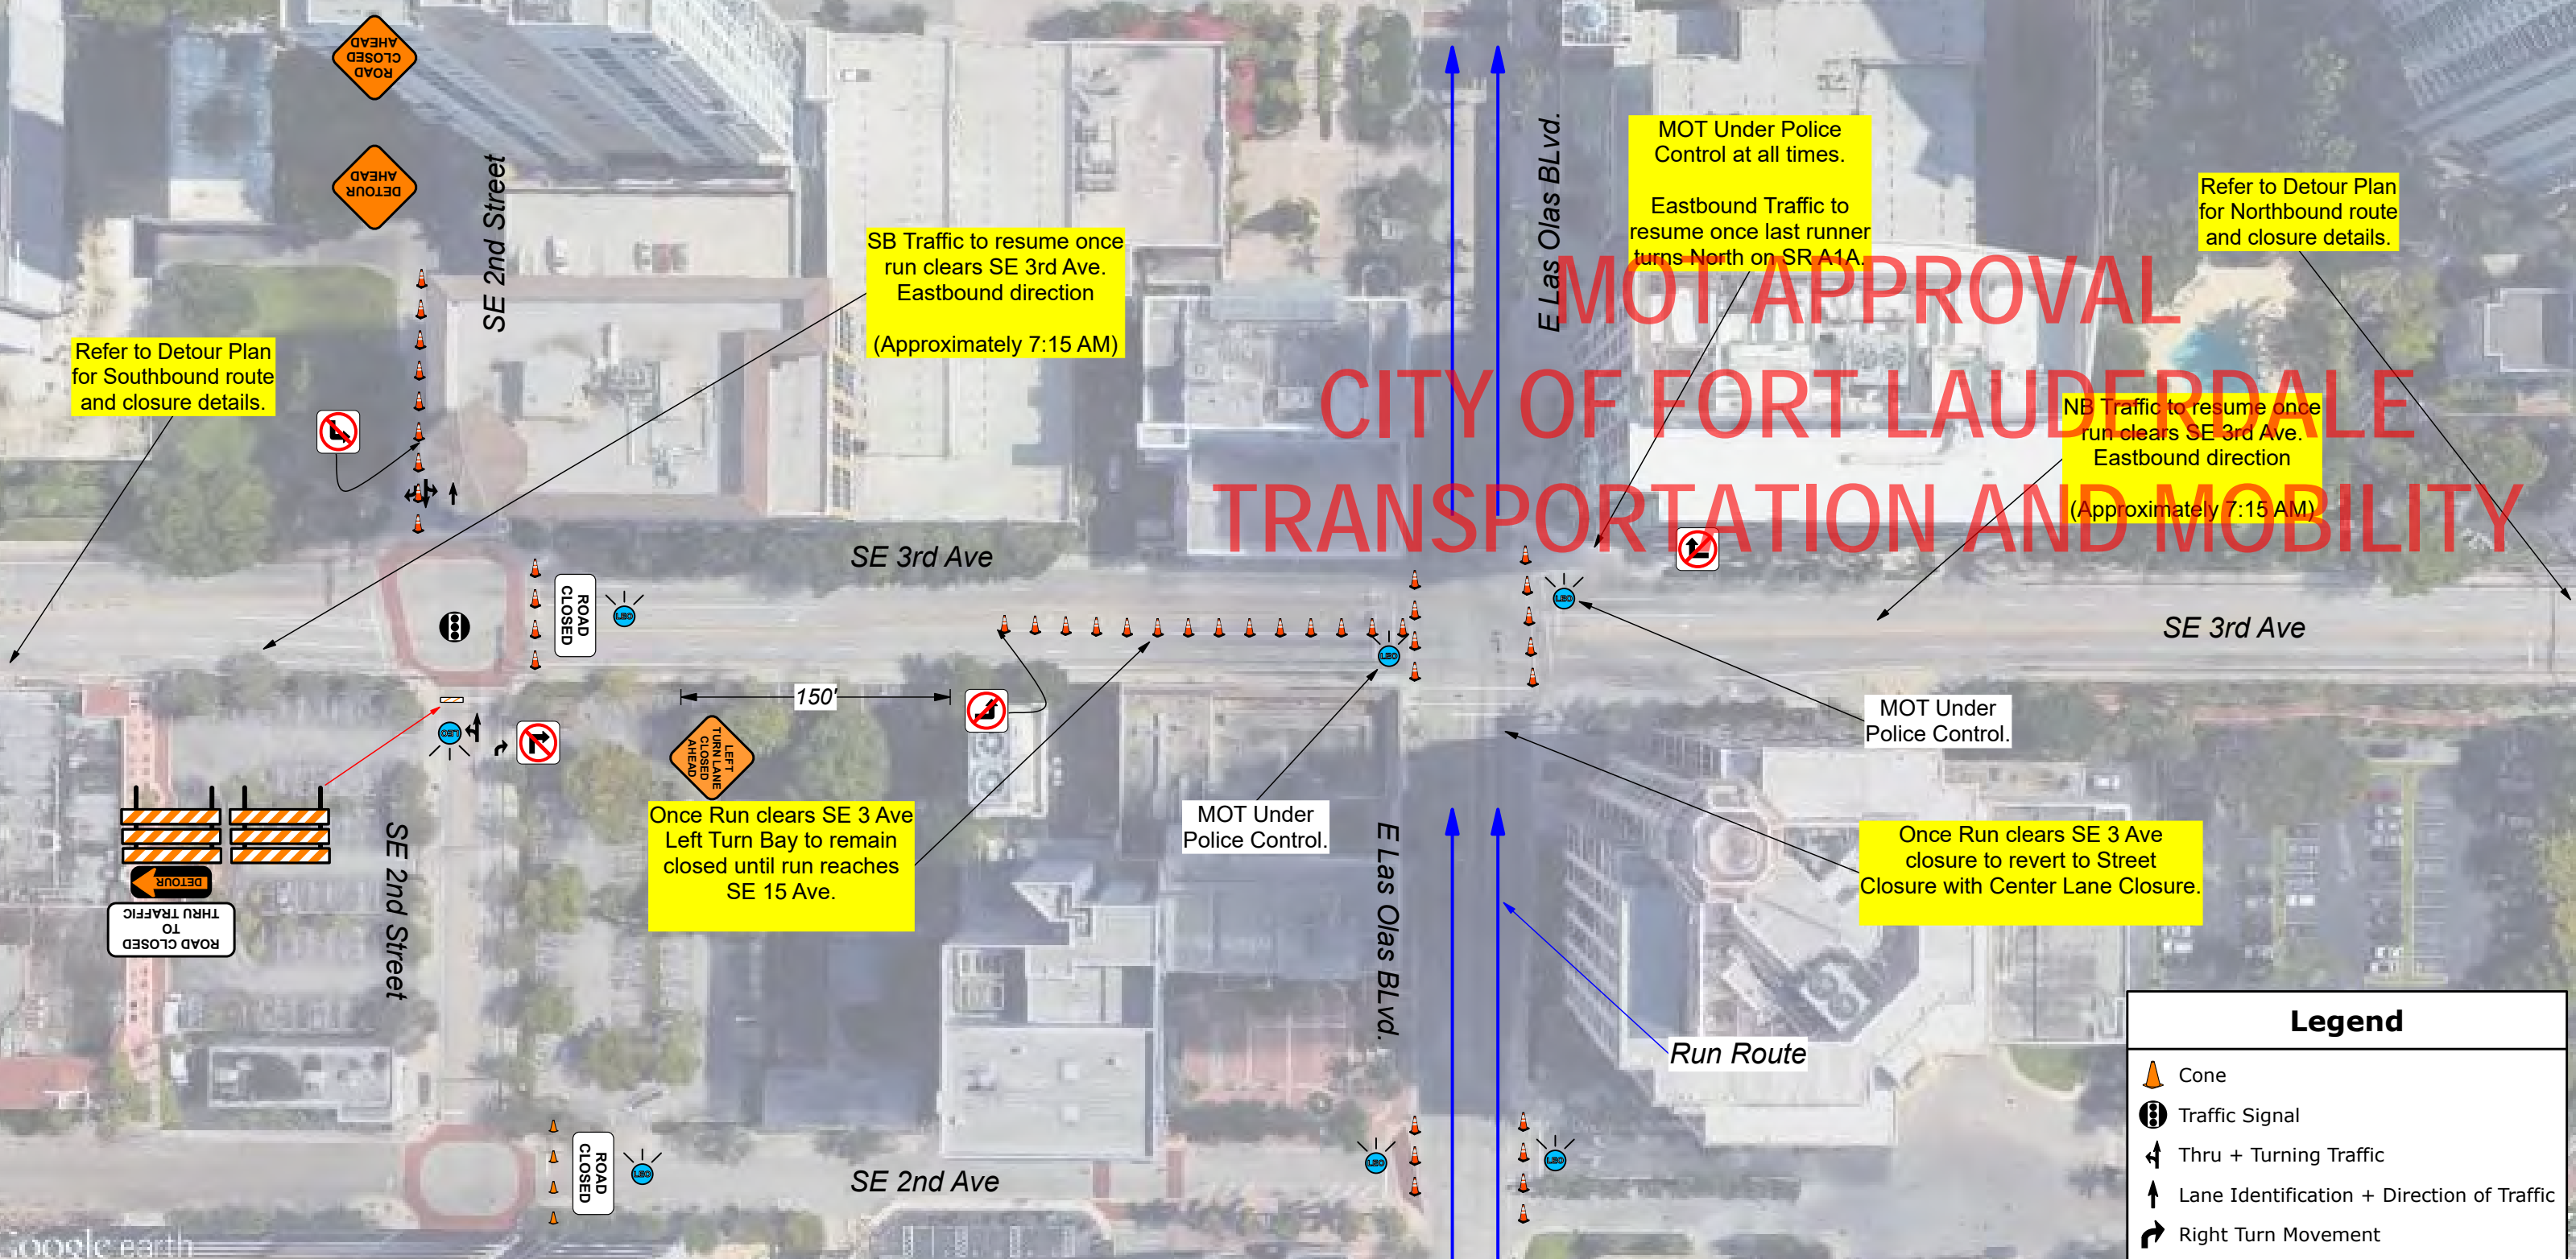 ROAD
CLOSED
AHEAD
DETOUR
AHEAD
SE 2nd Street
Refer to Detour Plan
for Southbound route
and closure details.
SB Traffic to resume once
run clears SE 3rd Ave.
Eastbound direction
(Approximately 7:15 AM)
E Las Olas BLvd.
MOT Under Police
Control at all times.
Eastbound Traffic to
resume once last runner
turns North on SR A1A.
Refer to Detour Plan
for Northbound route
and closure details.
MOT APPROVAL
CITY OF FORT LAUDERDALE
TRANSPORTATION AND MOBILITY
NB Traffic to resume once
run clears SE 3rd Ave.
Eastbound direction
(Approximately 7:15 AM)
SE 3rd Ave
ROAD
CLOSED
LEO
LEO
LEO
SE 3rd Ave
150'
LEO
LEFT
TURN LANE
CLOSED
AHEAD
MOT Under
Police Control.
MOT Under
Police Control.
Once Run clears SE 3 Ave
Left Turn Bay to remain
closed until run reaches
SE 15 Ave.
Once Run clears SE 3 Ave
closure to revert to Street
Closure with Center Lane Closure.
DETOUR
ROAD CLOSED
TO
THRU TRAFFIC
SE 2nd Street
E Las Olas BLvd.
Run Route
ROAD
CLOSED
LEO
SE 2nd Ave
LEO
LEO
Legend
Cone
Traffic Signal
Thru + Turning Traffic
Lane Identification + Direction of Traffic
Right Turn Movement
Google earth